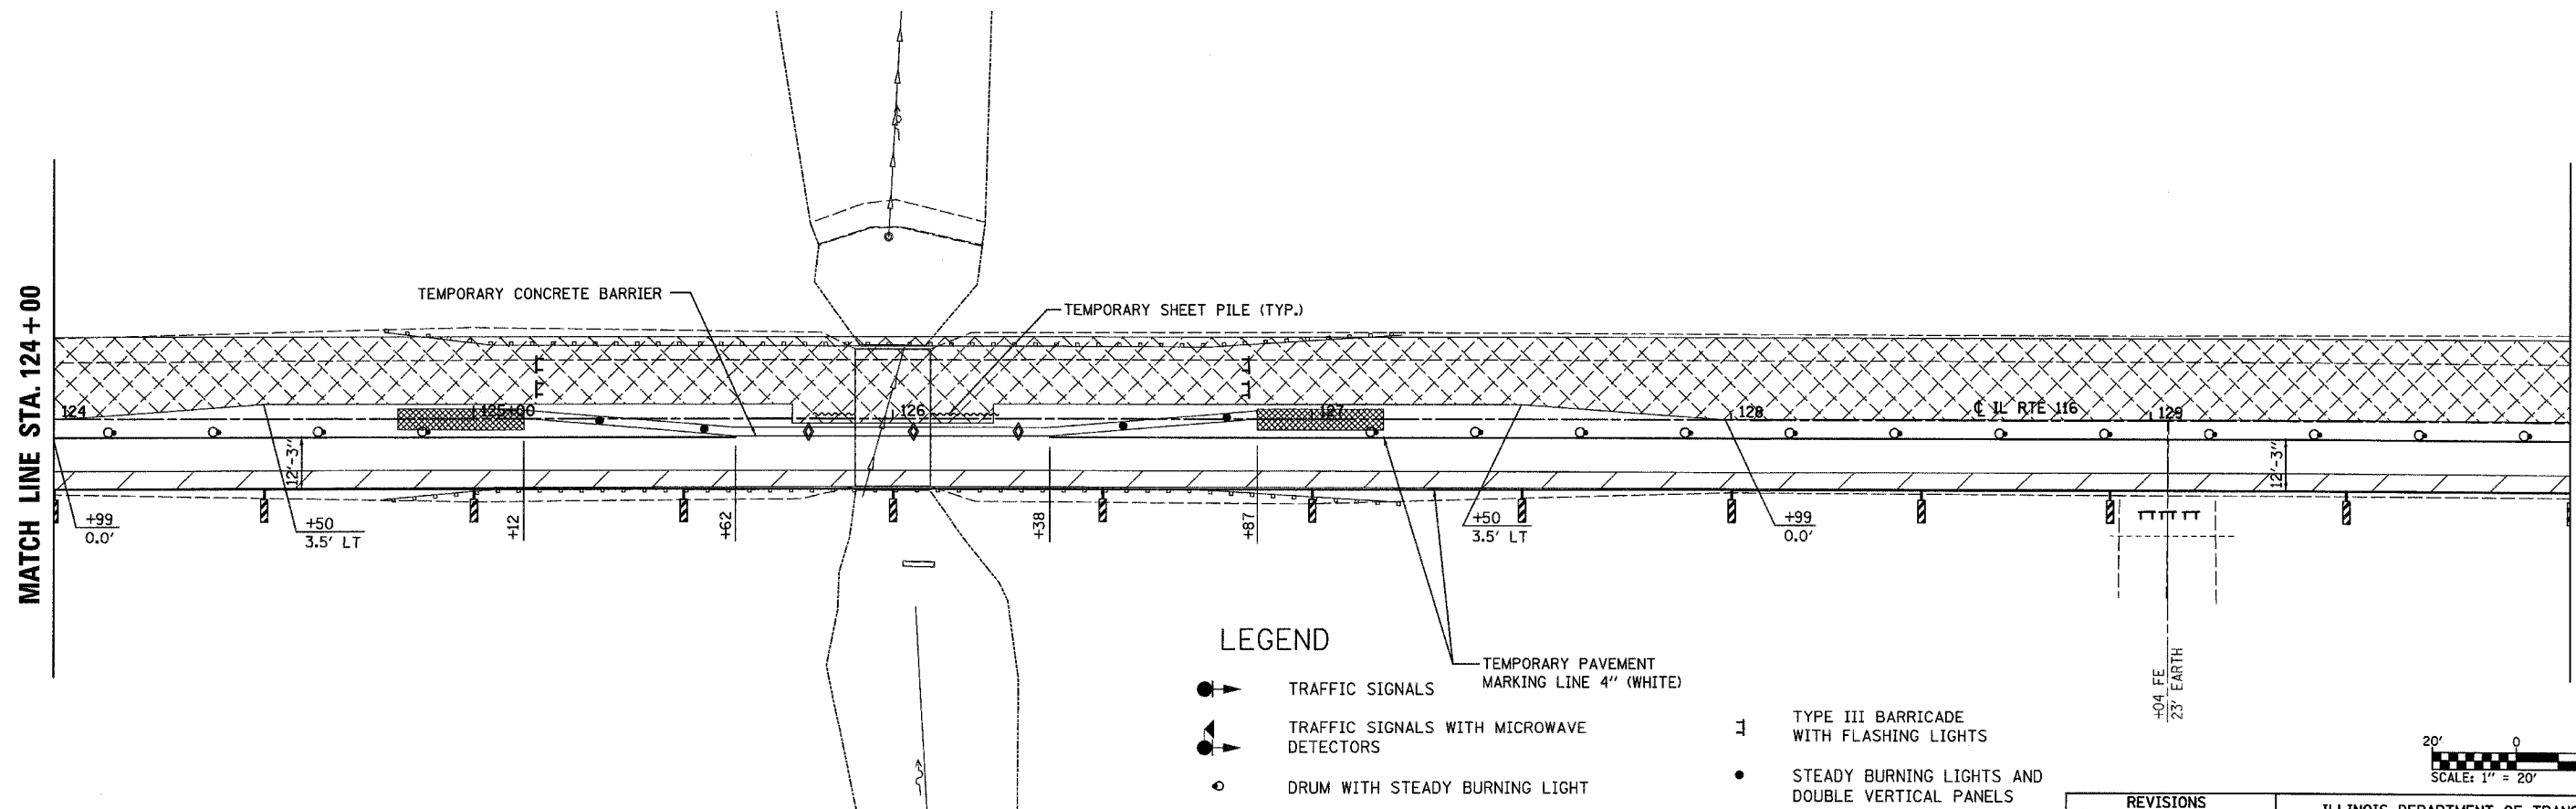 MATCH LINE STA. 124+00
TEMPORARY CONCRETE BARRIER
TEMPORARY SHEET PILE (TYP.)
124
125+00
126
127
128
℄ IL RTE 116
129
12'-3"
12'-3"
+99
0.0'
+50
3.5' LT
+12
+62
+38
+87
+50
3.5' LT
+99
0.0'
TEMPORARY PAVEMENT
MARKING LINE 4" (WHITE)
+04 FE
23' EARTH
LEGEND
TRAFFIC SIGNALS
TRAFFIC SIGNALS WITH MICROWAVE
DETECTORS
DRUM WITH STEADY BURNING LIGHT
TYPE III BARRICADE
WITH FLASHING LIGHTS
STEADY BURNING LIGHTS AND
DOUBLE VERTICAL PANELS
20' 0
SCALE: 1" = 20'
REVISIONS
ILLINOIS DEPARTMENT OF